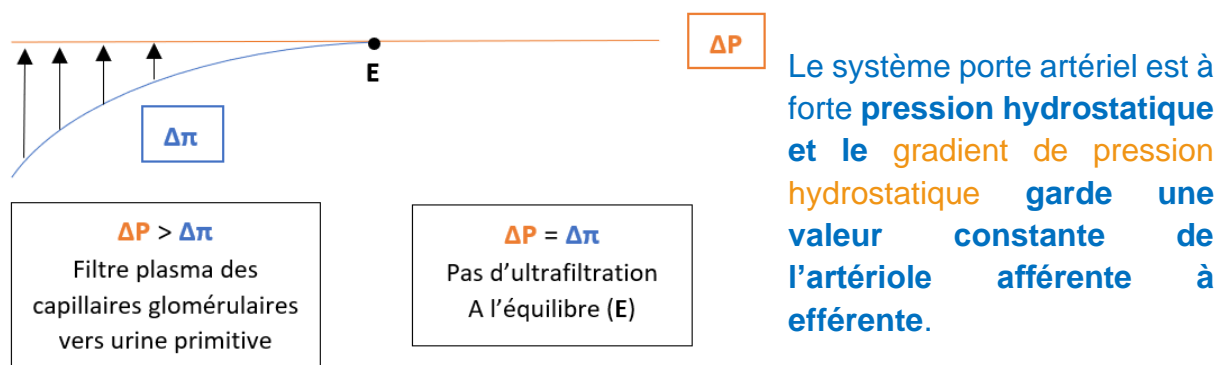 ΔP
E
Δπ
ΔP > Δπ
Filtre plasma des
capillaires glomérulaires
vers urine primitive
ΔP = Δπ
Pas d’ultrafiltration
A l’équilibre (E)
Le système porte artériel est à
forte pression hydrostatique
et le gradient de pression
hydrostatique garde une
valeur constante de
l’artériole afférente à
efférente.